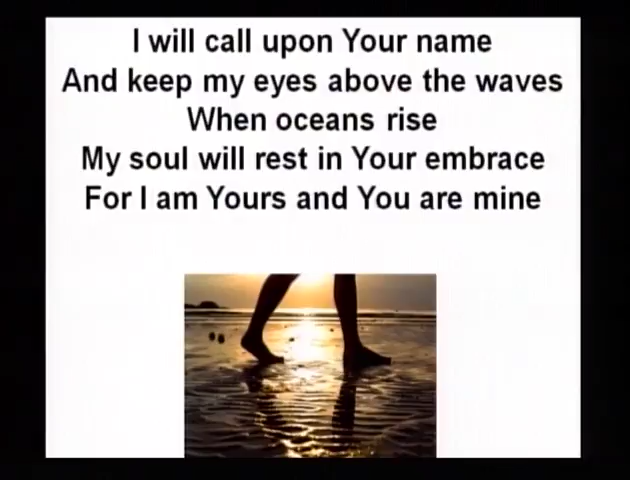 I will call upon Your name
And keep my eyes above the waves
When oceans rise
My soul will rest in Your embrace
For I am Yours and You are mine